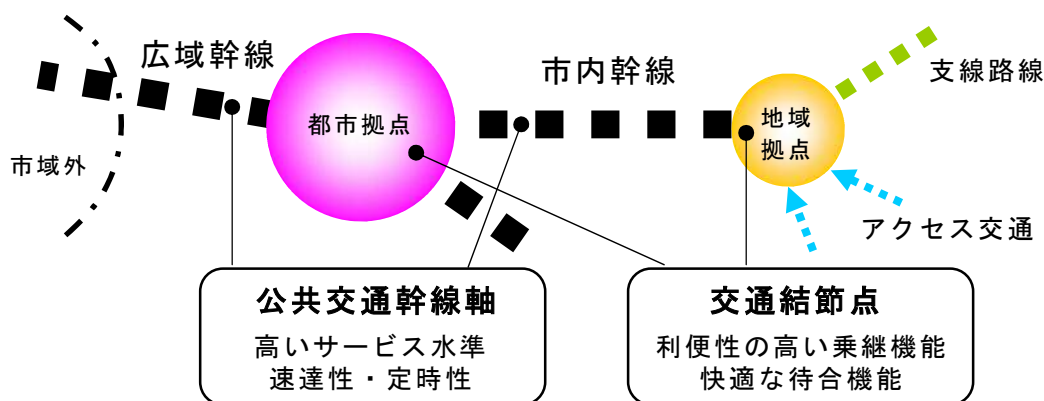 広域幹線
市内幹線
支線路線
都市拠点
地域
拠点
市域外
アクセス交通
公共交通幹線軸
高いサービス水準
速達性・定時性
交通結節点
利便性の高い乗継機能
快適な待合機能